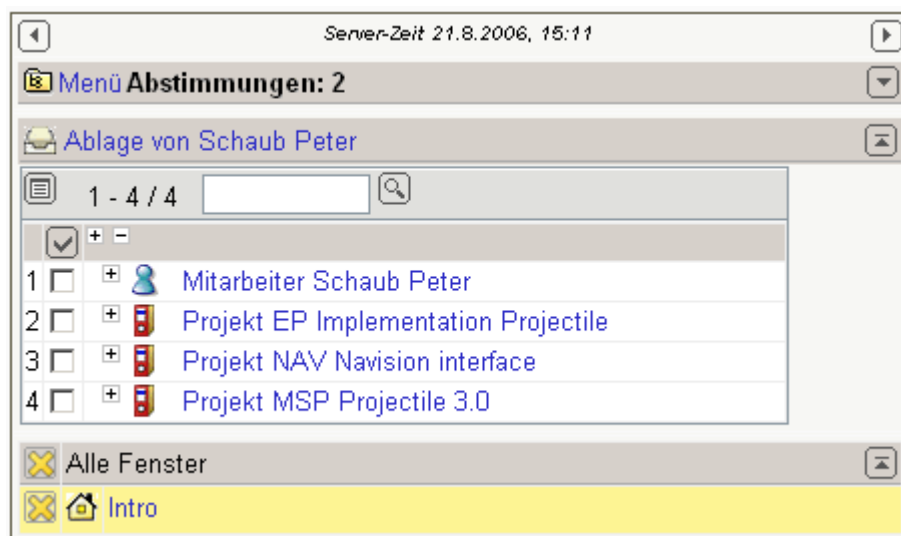 Server-Zeit 21.8.2006, 15:11
Menü Abstimmungen: 2
Ablage von Schaub Peter
1 - 4 / 4
1 Mitarbeiter Schaub Peter
2 Projekt EP Implementation Projectile
3 Projekt NAV Navision interface
4 Projekt MSP Projectile 3.0
Alle Fenster
Intro